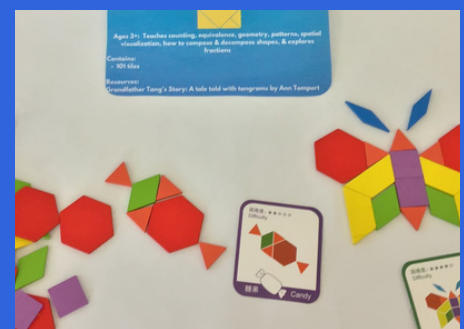 Ages 3+: Teaches counting, equivalence, geometry, patterns, spatial
visualization, how to compose & decompose shapes, & explores
fractions
Contains:
- 101 tiles
Resources:
Grandfather Tang's Story: A tale told with tangrams by Ann Tompert
Difficulty
糖果
Candy
Difficulty